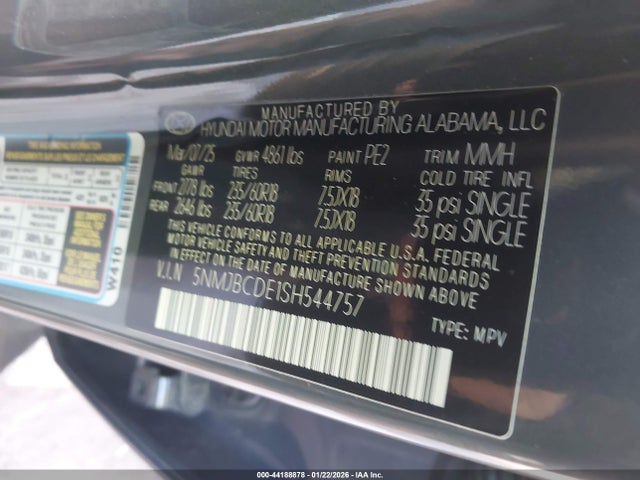 MANUFACTURED BY
HYUNDAI MOTOR MANUFACTURING ALABAMA, LLC
Mar/07/25 GVWR 4861 lbs PAINT PE2 TRIM MMH
GAWR TIRES RIMS COLD TIRE INFL
FRONT 2778 lbs 235/60R18 7.5JX18 35 psi SINGLE
REAR 2646 lbs 235/60R18 7.5JX18 35 psi SINGLE
THIS VEHICLE CONFORMS TO ALL APPLICABLE U.S.A. FEDERAL
MOTOR VEHICLE SAFETY AND THEFT PREVENTION STANDARDS
IN EFFECT ON THE DATE OF MANUFACTURE SHOWN ABOVE
V.I.N 5NMJBCDE1SH544757
TYPE: MPV
W410
000-44188878 - 01/22/2026 - IAA Inc.